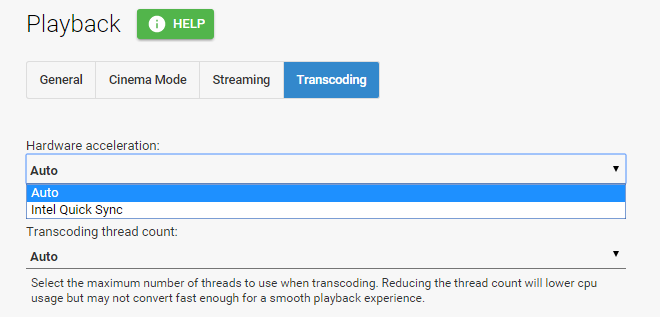 Playback
HELP
General
Cinema Mode
Streaming
Transcoding
Hardware acceleration:
Auto
Auto
Intel Quick Sync
Transcoding thread count:
Auto
Select the maximum number of threads to use when transcoding. Reducing the thread count will lower cpu
usage but may not convert fast enough for a smooth playback experience.